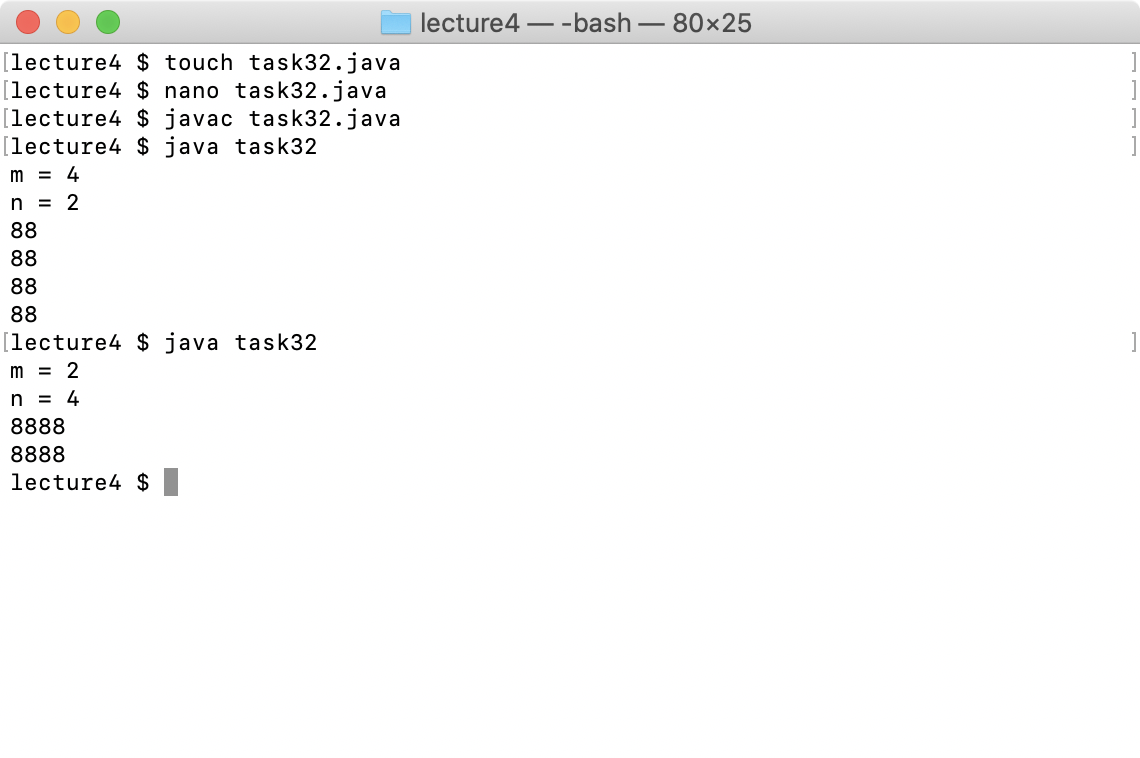 lecture4 — -bash — 80×25
[lecture4 $ touch task32.java ]
[lecture4 $ nano task32.java ]
[lecture4 $ javac task32.java ]
[lecture4 $ java task32 ]
m = 4
n = 2
88
88
88
88
[lecture4 $ java task32 ]
m = 2
n = 4
8888
8888
lecture4 $